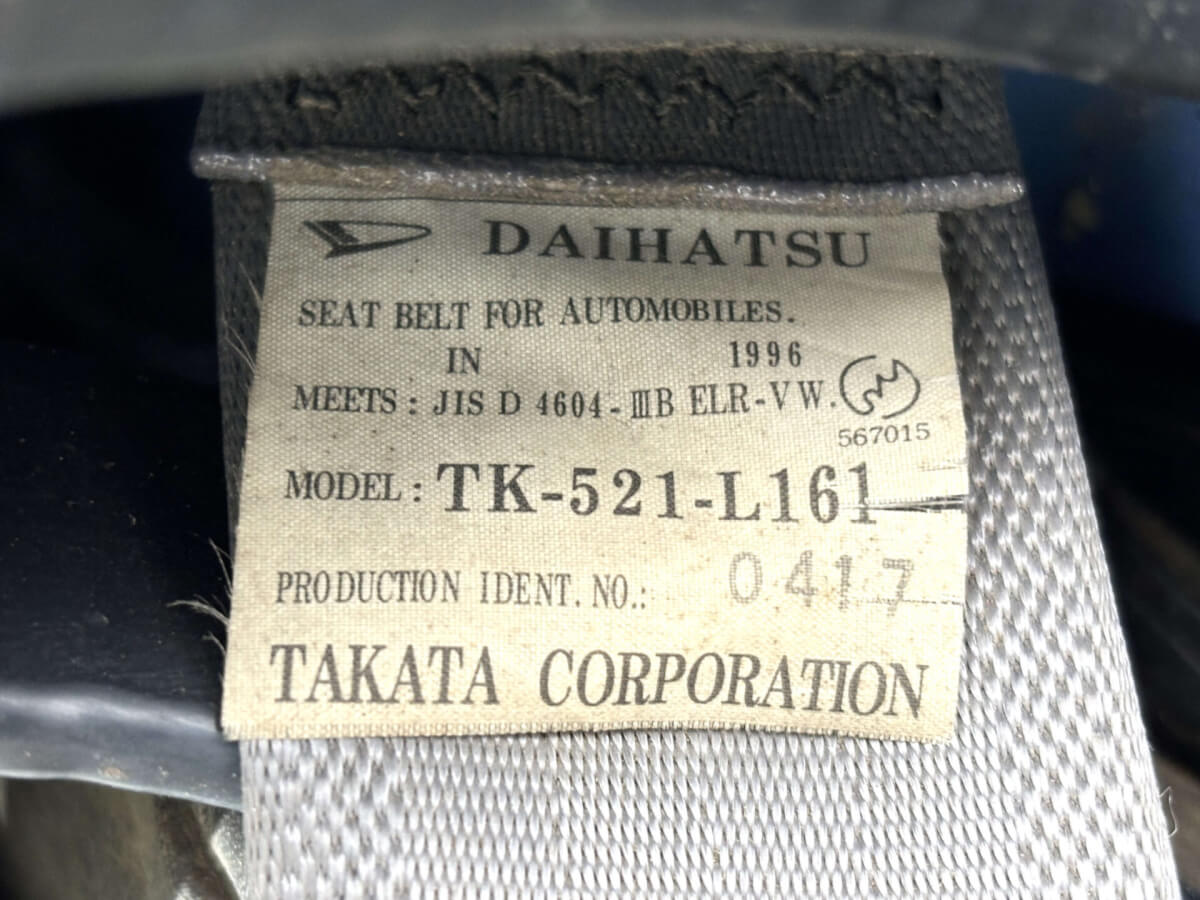 DAIHATSU
SEAT BELT FOR AUTOMOBILES.
IN 1996
MEETS : JIS D 4604-ⅢB ELR-VW.
567015
MODEL : TK-521-L161
PRODUCTION IDENT. NO.: 0417
TAKATA CORPORATION